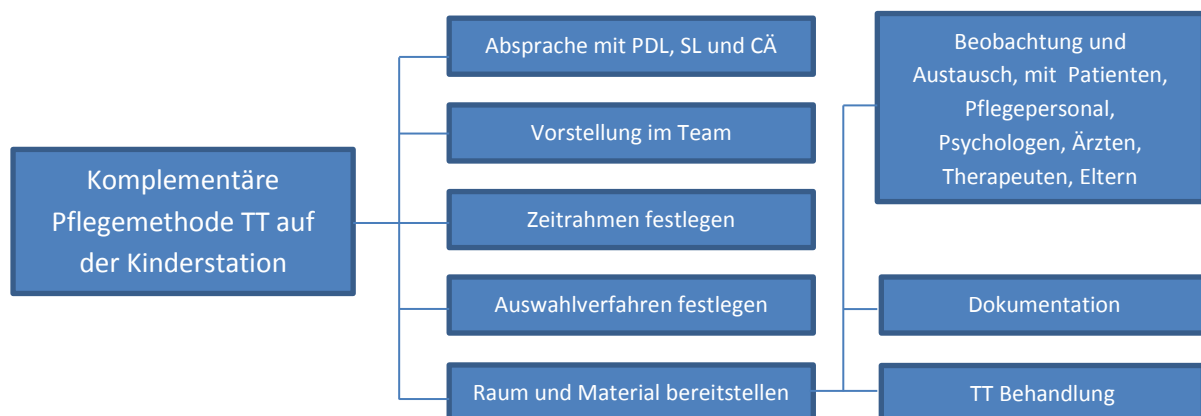 Komplementäre
Pflegemethode TT auf
der Kinderstation
Absprache mit PDL, SL und CÄ
Vorstellung im Team
Zeitrahmen festlegen
Auswahlverfahren festlegen
Raum und Material bereitstellen
Beobachtung und
Austausch, mit Patienten,
Pflegepersonal,
Psychologen, Ärzten,
Therapeuten, Eltern
Dokumentation
TT Behandlung